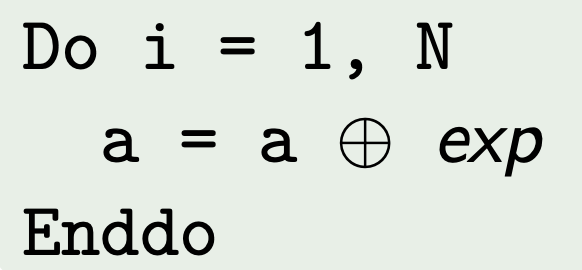 Do i = 1, N
a = a ⊕ exp
Enddo